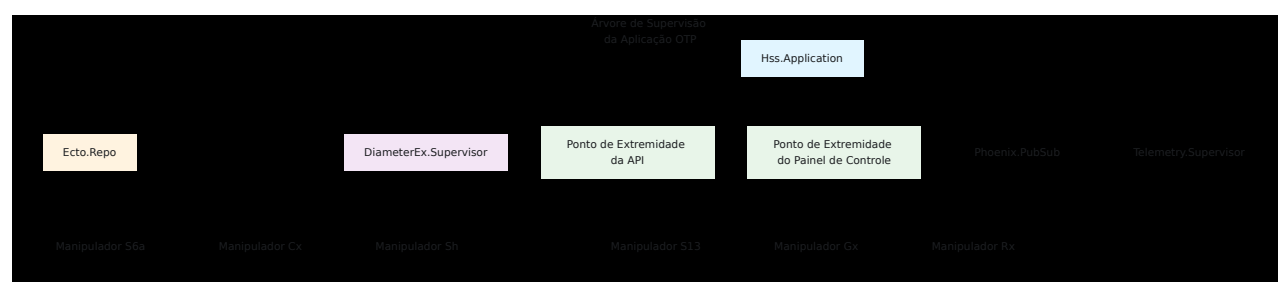 Árvore de Supervisão
da Aplicação OTP
Hss.Application
Ecto.Repo
DiameterEx.Supervisor
Ponto de Extremidade
da API
Ponto de Extremidade
do Painel de Controle
Phoenix.PubSub
Telemetry.Supervisor
Manipulador S6a
Manipulador Cx
Manipulador Sh
Manipulador S13
Manipulador Gx
Manipulador Rx